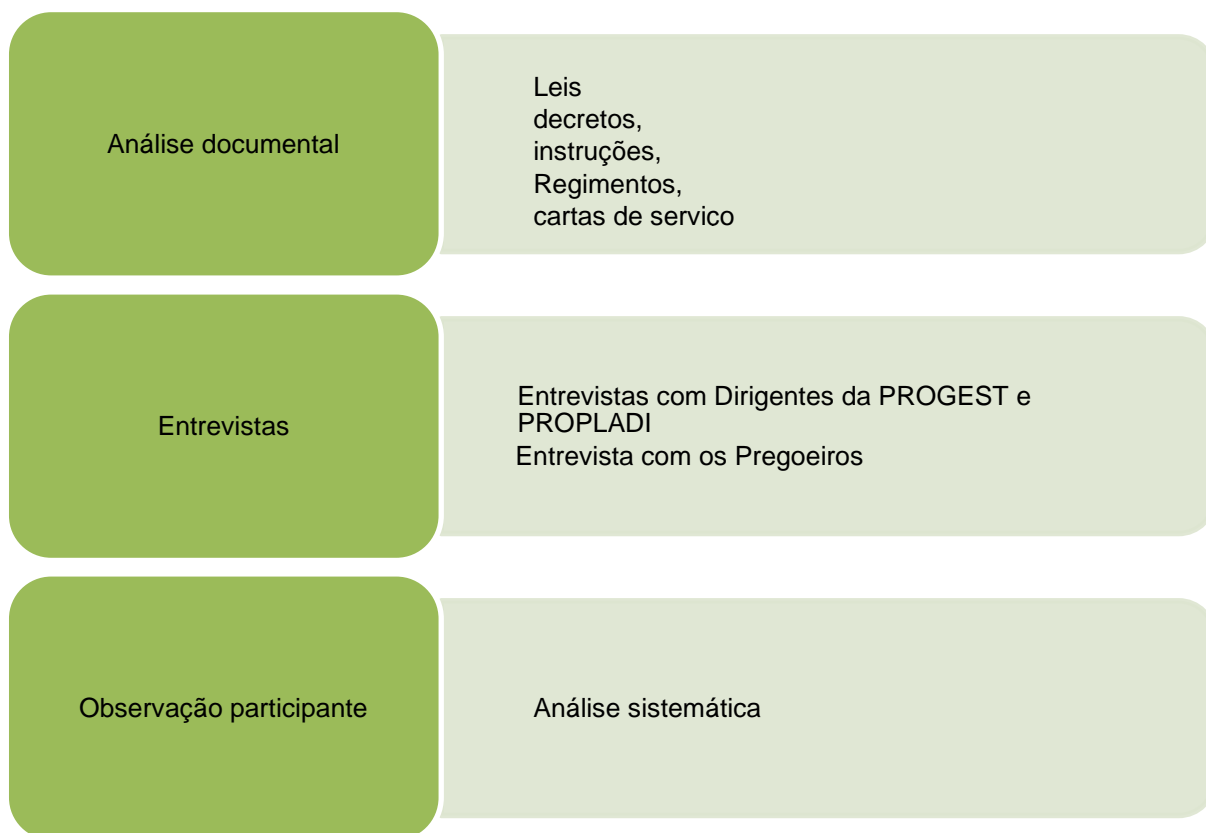 Análise documental
Leis
decretos,
instruções,
Regimentos,
cartas de servico
Entrevistas
Entrevistas com Dirigentes da PROGEST e
PROPLADI
Entrevista com os Pregoeiros
Observação participante
Análise sistemática